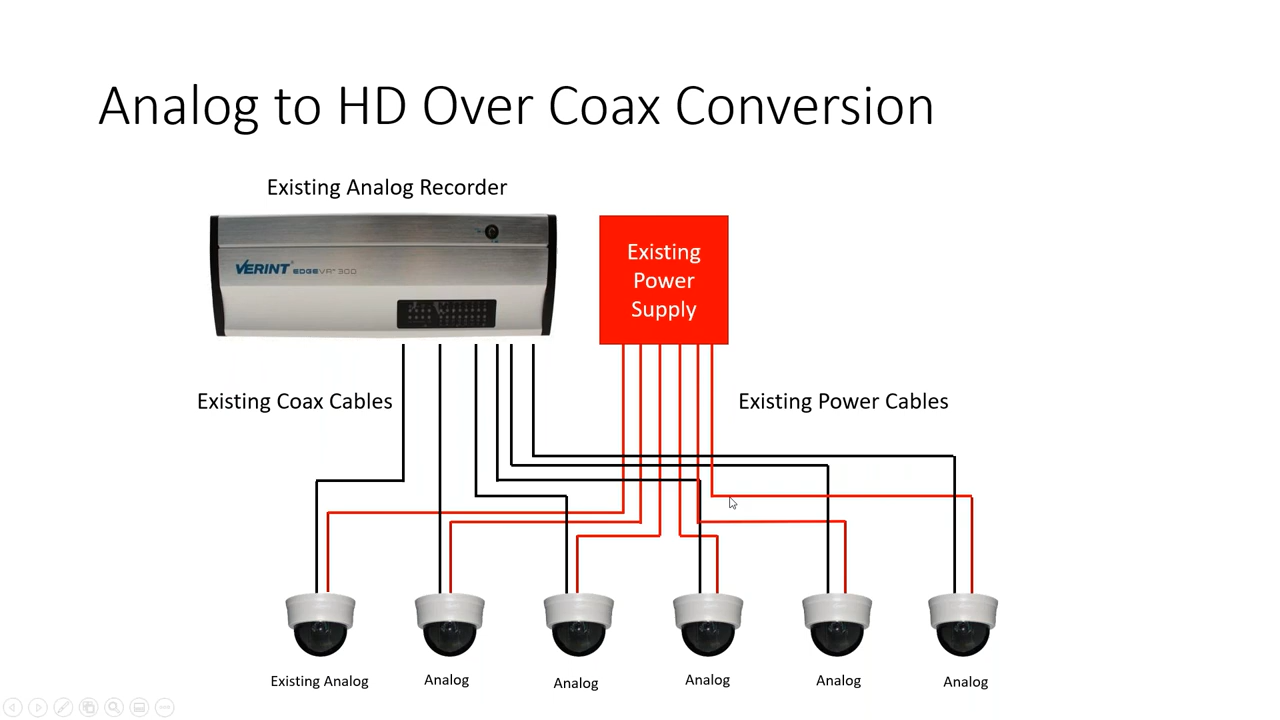 Analog to HD Over Coax Conversion
Existing Analog Recorder
VERINT EDGEVR 300
Existing
Power
Supply
Existing Coax Cables
Existing Power Cables
Existing Analog
Analog
Analog
Analog
Analog
Analog